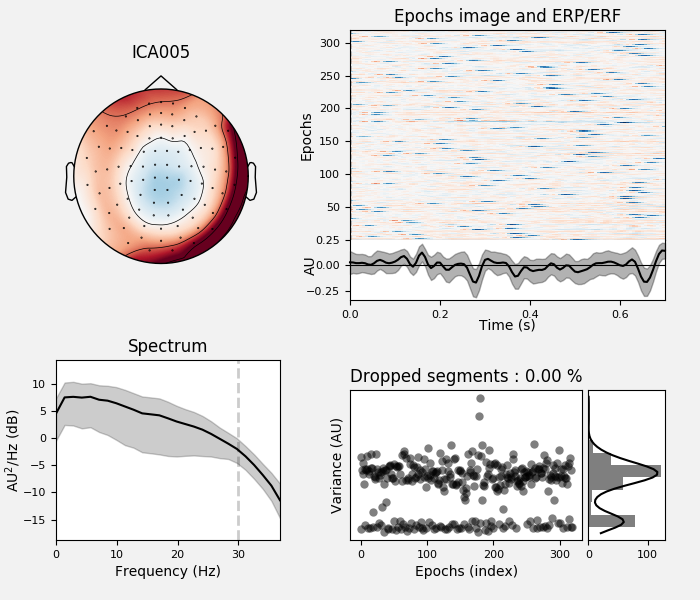 ICA005
Epochs image and ERP/ERF
Epochs
300
250
200
150
100
50
AU
0.25
0.00
−0.25
0.0 0.2 0.4 0.6
Time (s)
Spectrum
AU²/Hz (dB)
10
5
0
−5
−10
−15
0 10 20 30
Frequency (Hz)
Dropped segments : 0.00 %
Variance (AU)
0 100 200 300
Epochs (index)
0 100